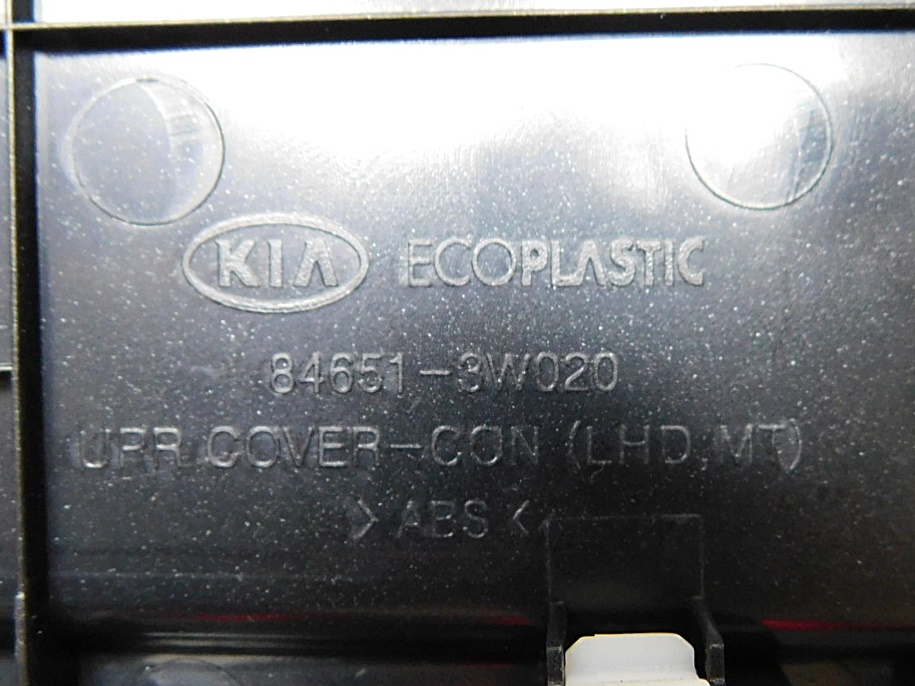 KIA ECOPLASTIC
84651-3W020
UPR COVER-CON (LHD,MT)
>ABS<